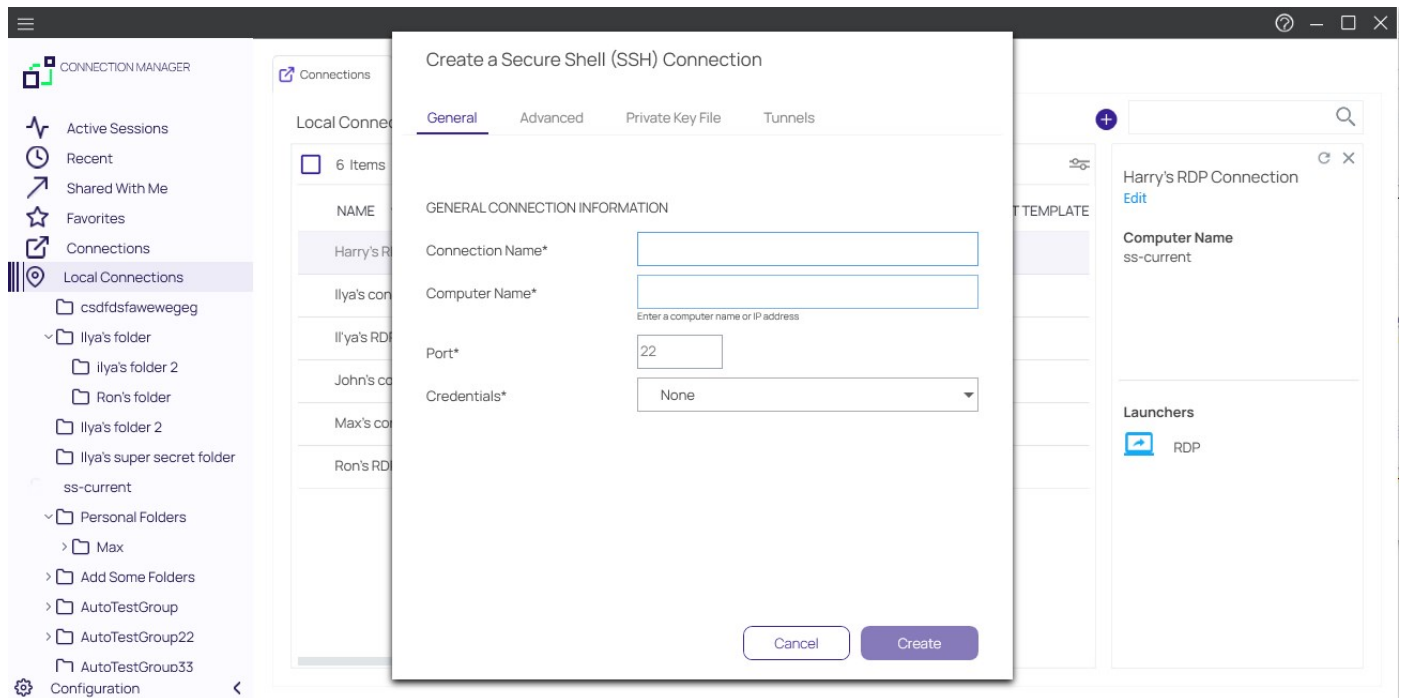 CONNECTION MANAGER
Active Sessions
Recent
Shared With Me
Favorites
Connections
Local Connections
csdfdsfawewegeg
Ilya's folder
ilya's folder 2
Ron's folder
Ilya's folder 2
Ilya's super secret folder
ss-current
Personal Folders
Max
Add Some Folders
AutoTestGroup
AutoTestGroup22
AutoTestGroup33
Configuration
Connections
Local Connec
6 Items
NAME
T TEMPLATE
Harry's R
Ilya's con
Il'ya's RD
John's co
Max's co
Ron's RD
Create a Secure Shell (SSH) Connection
General Advanced Private Key File Tunnels
GENERAL CONNECTION INFORMATION
Connection Name*
Computer Name*
Enter a computer name or IP address
Port* 22
Credentials* None
Cancel Create
Harry's RDP Connection
Edit
Computer Name
ss-current
Launchers
RDP